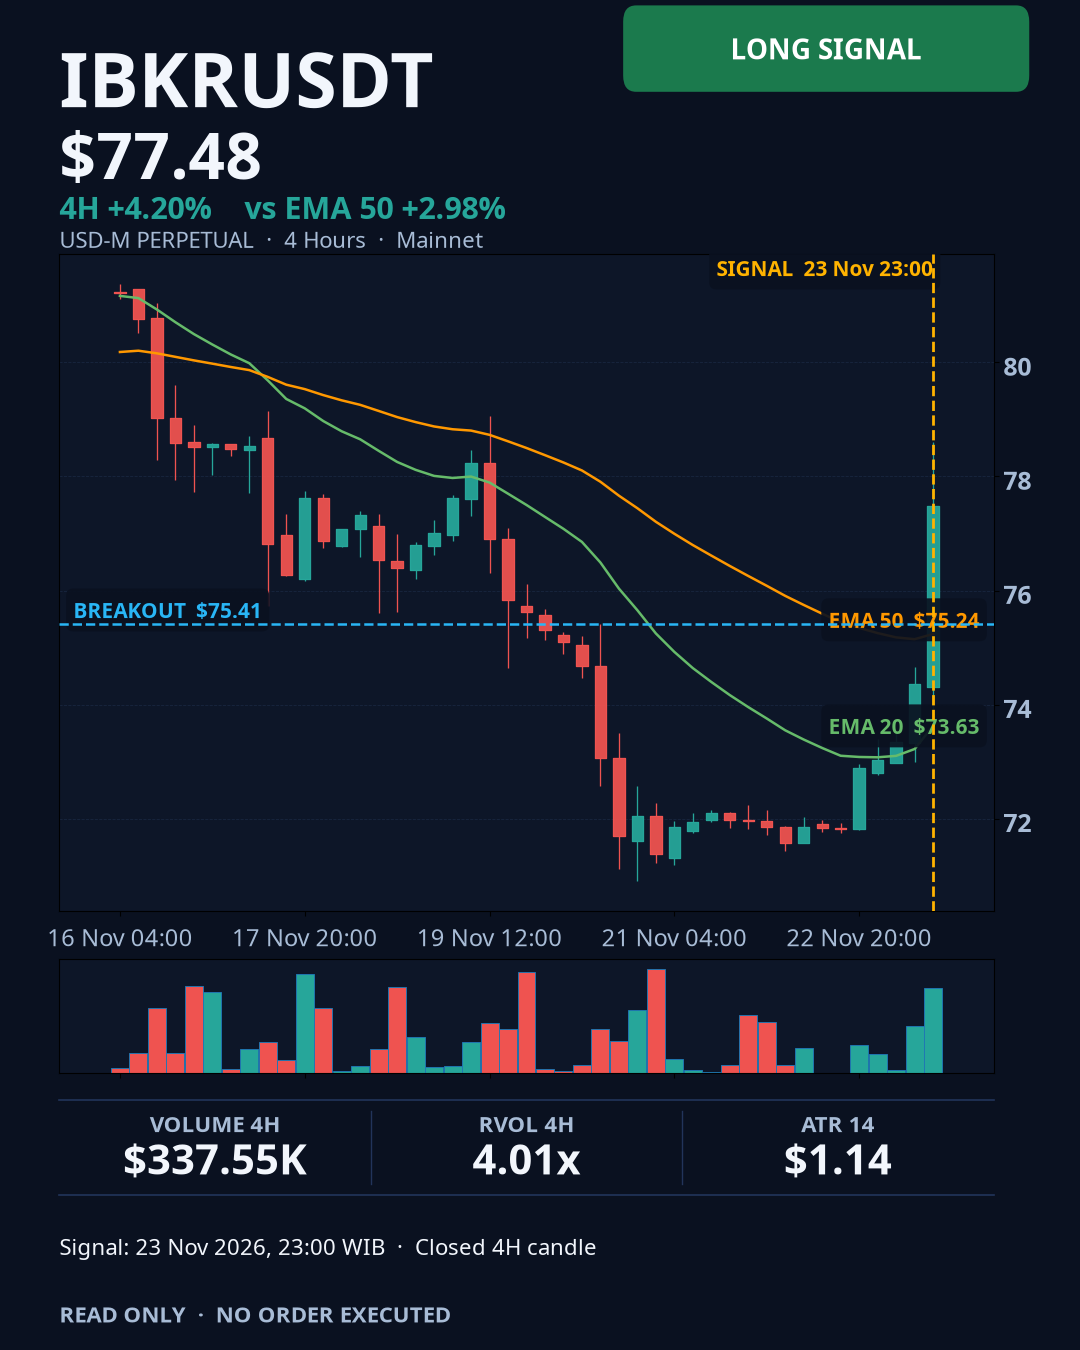 LONG SIGNAL
IBKRUSDT
$77.48
4H +4.20% vs EMA 50 +2.98%
USD-M PERPETUAL · 4 Hours · Mainnet
SIGNAL 23 Nov 23:00
80
78
76
BREAKOUT $75.41
EMA 50 $75.24
74
EMA 20 $73.63
72
16 Nov 04:00 17 Nov 20:00 19 Nov 12:00 21 Nov 04:00 22 Nov 20:00
VOLUME 4H RVOL 4H ATR 14
$337.55K 4.01x $1.14
Signal: 23 Nov 2026, 23:00 WIB · Closed 4H candle
READ ONLY · NO ORDER EXECUTED